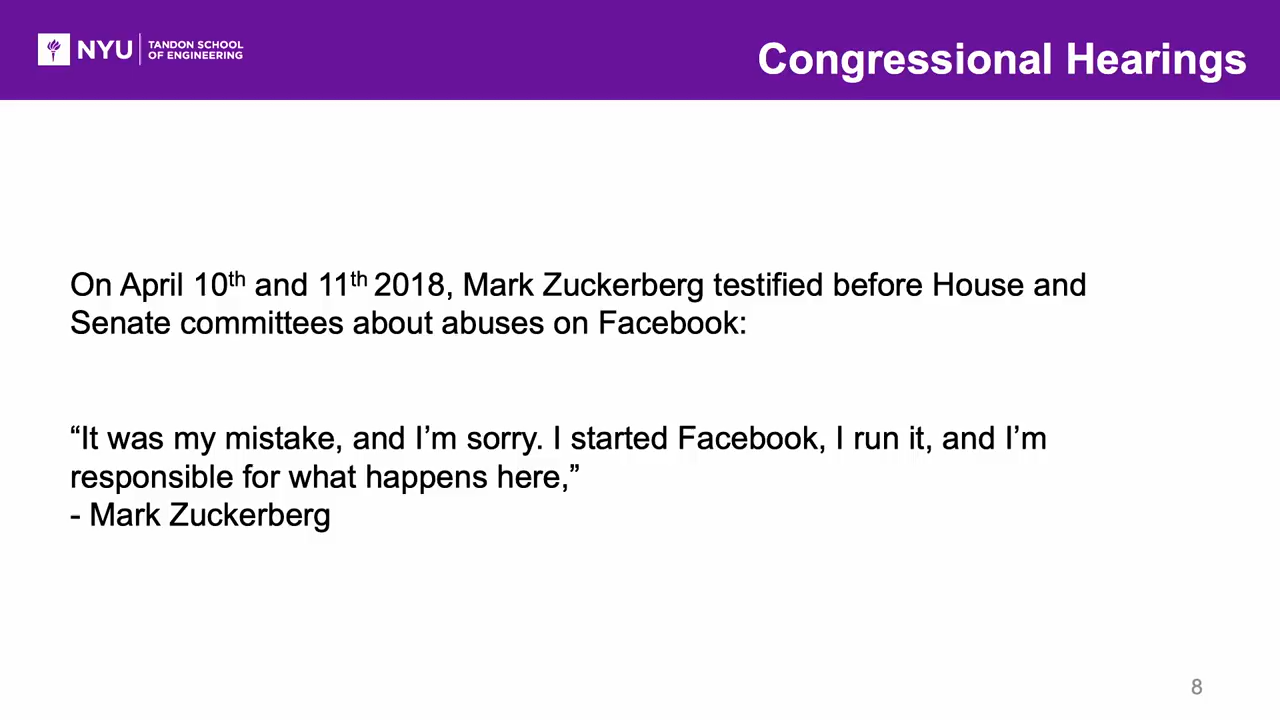 NYU
TANDON SCHOOL
OF ENGINEERING
Congressional Hearings
On April 10th and 11th 2018, Mark Zuckerberg testified before House and
Senate committees about abuses on Facebook:
“It was my mistake, and I’m sorry. I started Facebook, I run it, and I’m
responsible for what happens here,”
- Mark Zuckerberg
8